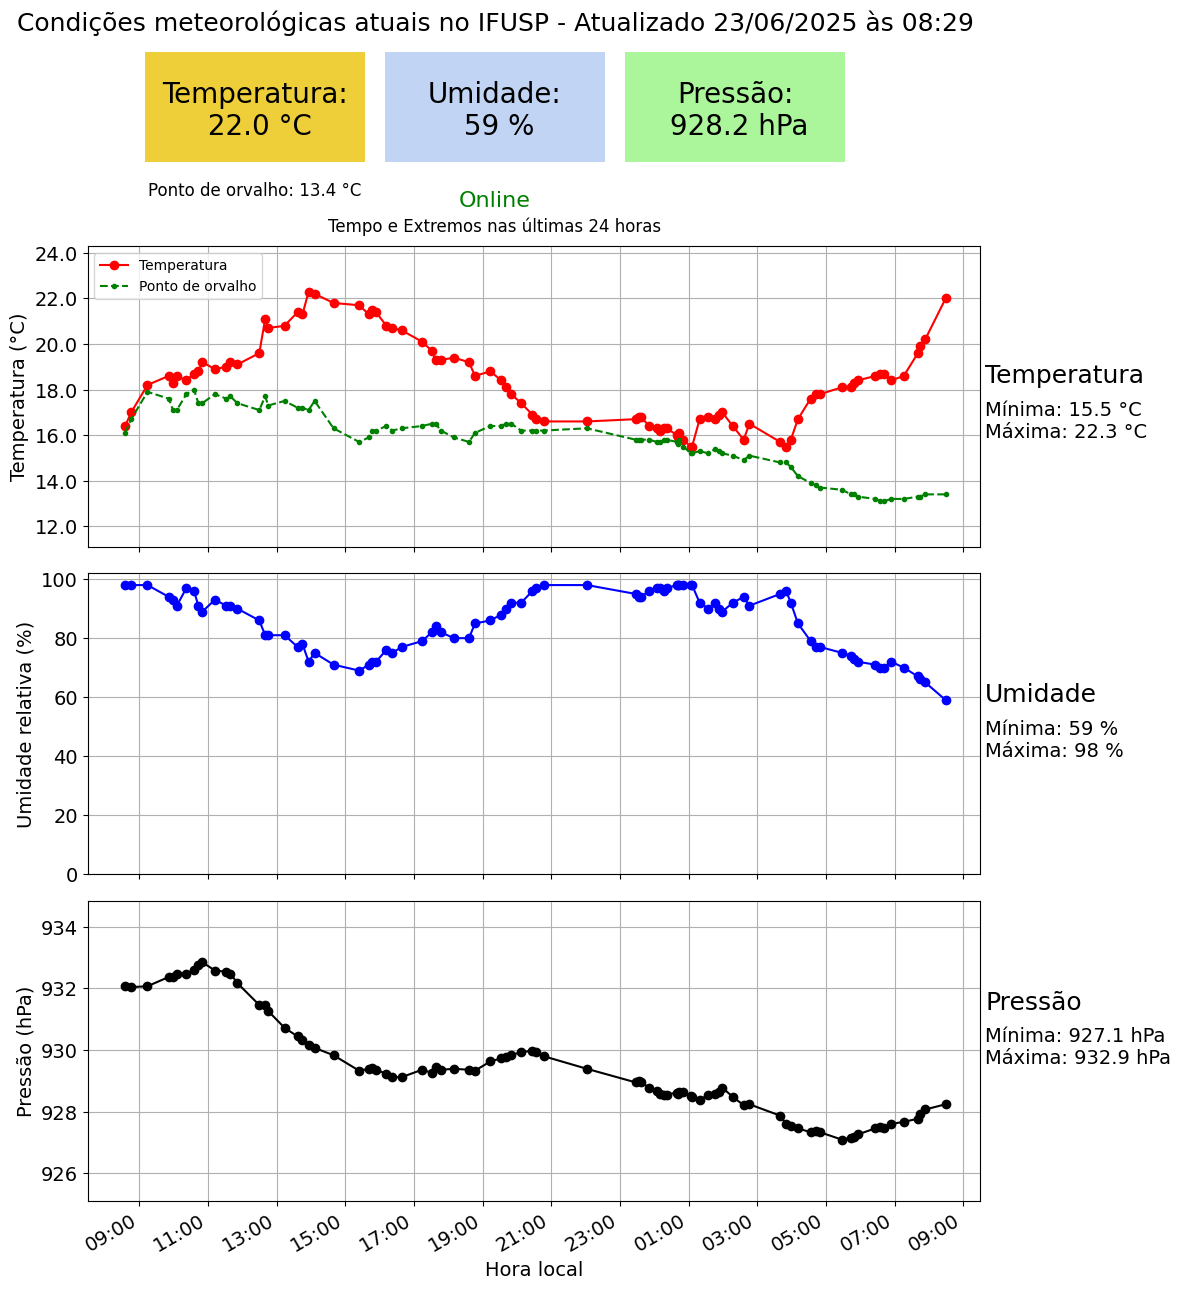 Condições meteorológicas atuais no IFUSP - Atualizado 23/06/2025 às 08:29
Temperatura:
22.0 °C
Umidade:
59 %
Pressão:
928.2 hPa
Ponto de orvalho: 13.4 °C
Online
Tempo e Extremos nas últimas 24 horas
Temperatura
Ponto de orvalho
Temperatura (°C)
24.0
22.0
20.0
18.0
16.0
14.0
12.0
Temperatura
Mínima: 15.5 °C
Máxima: 22.3 °C
Umidade relativa (%)
100
80
60
40
20
0
Umidade
Mínima: 59 %
Máxima: 98 %
Pressão (hPa)
934
932
930
928
926
Pressão
Mínima: 927.1 hPa
Máxima: 932.9 hPa
09:00
11:00
13:00
15:00
17:00
19:00
21:00
23:00
01:00
03:00
05:00
07:00
09:00
Hora local